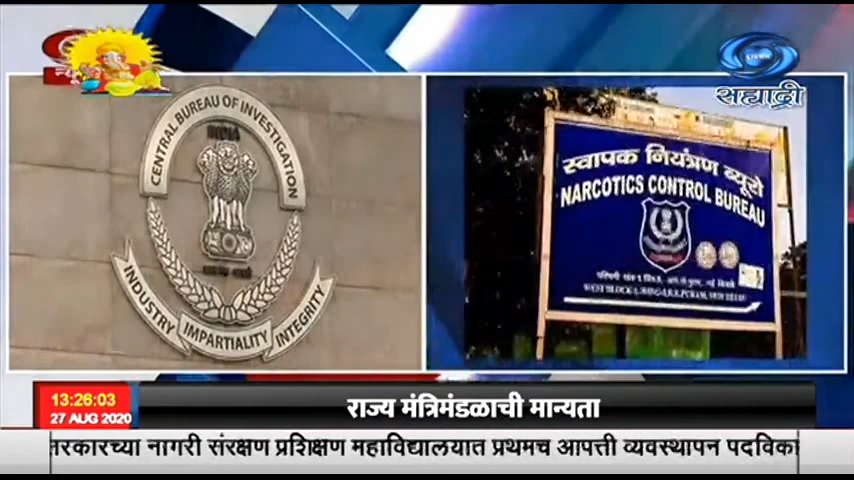 न्यूज
सह्याद्री
CENTRAL BUREAU OF INVESTIGATION
INDIA
INDUSTRY
IMPARTIALITY
INTEGRITY
स्वापक नियंत्रण ब्यूरो
NARCOTICS CONTROL BUREAU
13:26:03
27 AUG 2020
राज्य मंत्रिमंडळाची मान्यता
तरकारच्या नागरी संरक्षण प्रशिक्षण महाविद्यालयात प्रथमच आपत्ती व्यवस्थापन पदविका